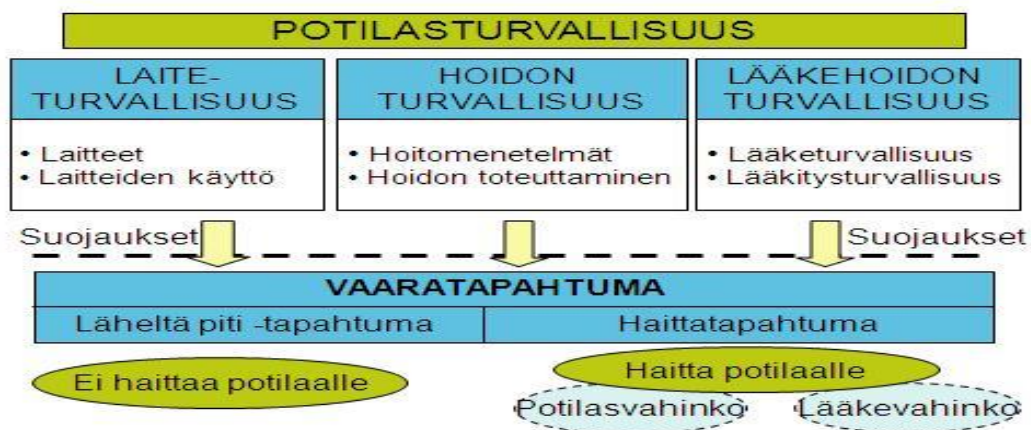 POTILASTURVALLISUUS
LAITE-
TURVALLISUUS
• Laitteet
• Laitteiden käyttö
HOIDON
TURVALLISUUS
• Hoitomenetelmät
• Hoidon toteuttaminen
LÄÄKEHOIDON
TURVALLISUUS
• Lääketurvallisuus
• Lääkitysturvallisuus
Suojaukset
Suojaukset
VAARATAPAHTUMA
Läheltä piti -tapahtuma
Haittatapahtuma
Ei haittaa potilaalle
Haitta potilaalle
Potilasvahinko
Lääkevahinko